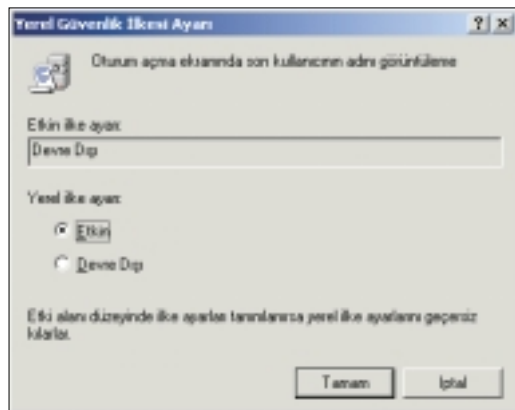 Yerel Güvenlik İlkesi Ayarı
Oturum açma ekranında son kullanıcının adını görüntüleme
Etkin ilke ayarı:
Devre Dışı
Yerel ilke ayarı:
Etkin
Devre Dışı
Etki alanı düzeyinde ilke ayarları tanımlanırsa yerel ilke ayarlarını geçersiz
kılarlar.
Tamam
İptal